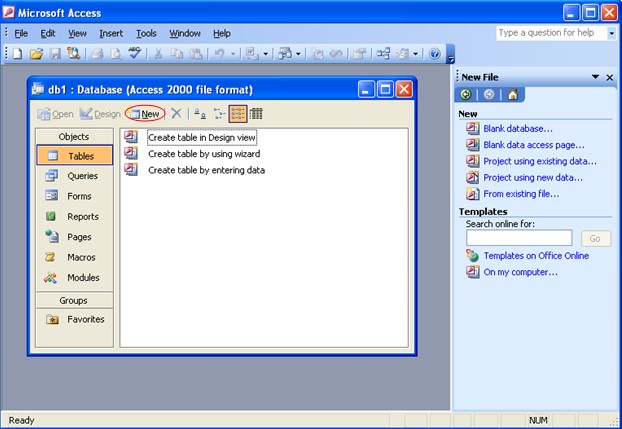 Microsoft Access
File Edit View Insert Tools Window Help
Type a question for help
db1 : Database (Access 2000 file format)
Open Design New
Objects
Tables
Queries
Forms
Reports
Pages
Macros
Modules
Groups
Favorites
Create table in Design view
Create table by using wizard
Create table by entering data
New File
New
Blank database...
Blank data access page...
Project using existing data...
Project using new data...
From existing file...
Templates
Search online for:
Go
Templates on Office Online
On my computer...
Ready
NUM